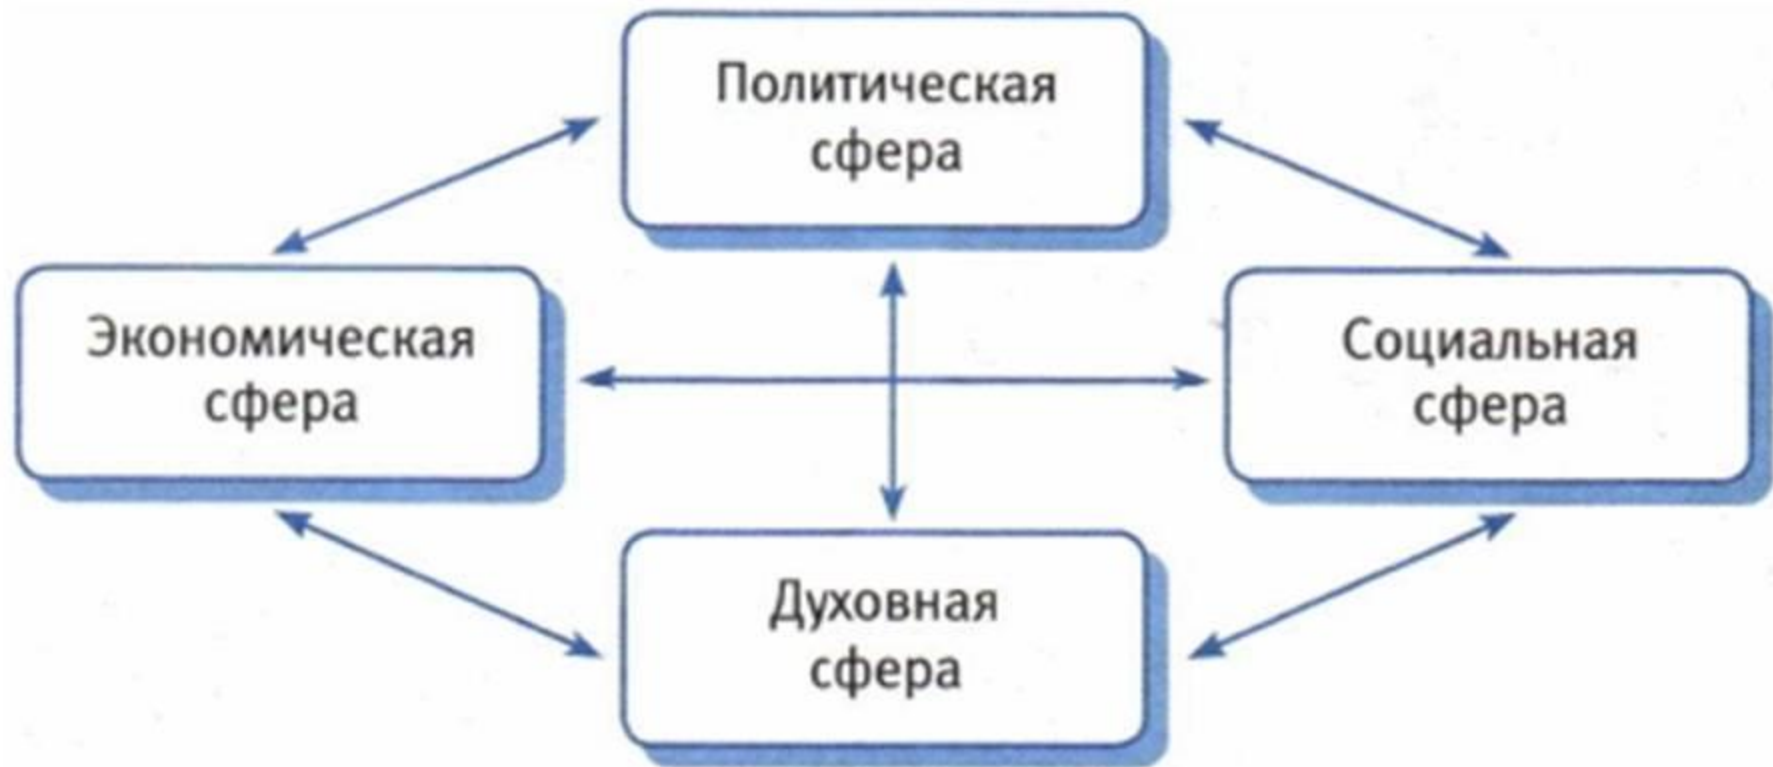 Политическая
сфера
Экономическая
сфера
Социальная
сфера
Духовная
сфера